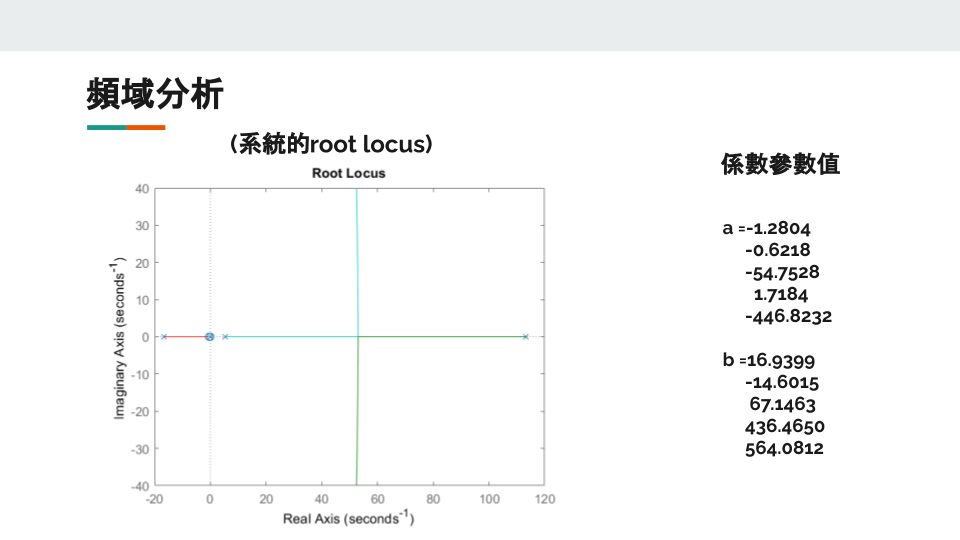 頻域分析
(系統的root locus)
Root Locus
40
30
20
10
0
-10
-20
-30
-40
-20 0 20 40 60 80 100 120
Imaginary Axis (seconds-1)
Real Axis (seconds-1)
係數參數值
a =-1.2804
-0.6218
-54.7528
1.7184
-446.8232
b =16.9399
-14.6015
67.1463
436.4650
564.0812